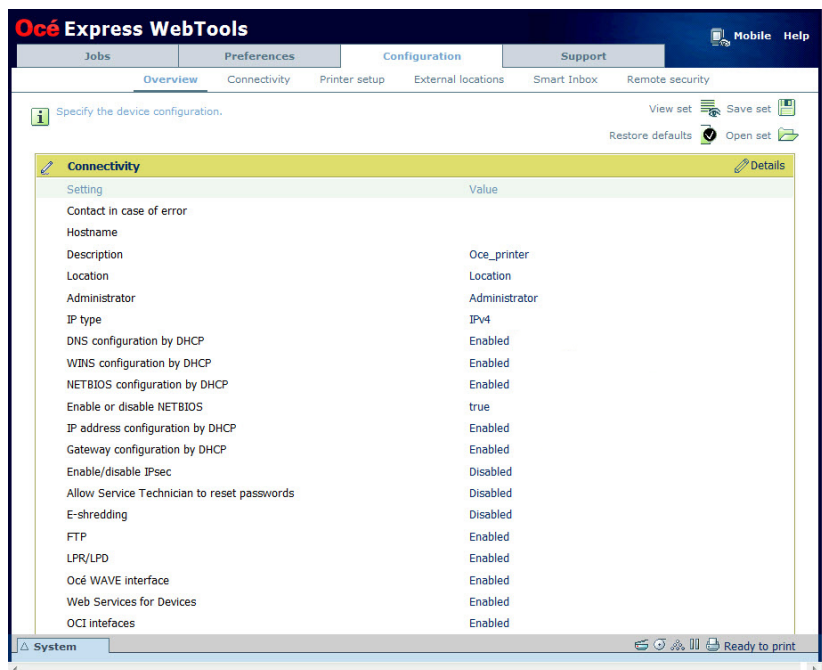 Océ Express WebTools
Mobile Help
Jobs Preferences Configuration Support
Overview Connectivity Printer setup External locations Smart Inbox Remote security
Specify the device configuration.
View set Save set
Restore defaults Open set
Connectivity Details
Setting Value
Contact in case of error
Hostname
Description Oce_printer
Location Location
Administrator Administrator
IP type IPv4
DNS configuration by DHCP Enabled
WINS configuration by DHCP Enabled
NETBIOS configuration by DHCP Enabled
Enable or disable NETBIOS true
IP address configuration by DHCP Enabled
Gateway configuration by DHCP Enabled
Enable/disable IPsec Disabled
Allow Service Technician to reset passwords Disabled
E-shredding Disabled
FTP Enabled
LPR/LPD Enabled
Océ WAVE interface Enabled
Web Services for Devices Enabled
OCI intefaces Enabled
System Ready to print